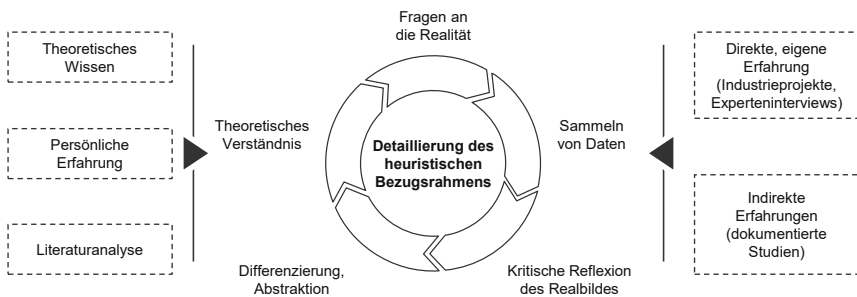 Fragen an
die Realität
Theoretisches
Wissen
Persönliche
Erfahrung
Literaturanalyse
Theoretisches
Verständnis
Detaillierung des
heuristischen
Bezugsrahmens
Sammeln
von Daten
Differenzierung,
Abstraktion
Kritische Reflexion
des Realbildes
Direkte, eigene
Erfahrung
(Industrieprojekte,
Experteninterviews)
Indirekte
Erfahrungen
(dokumentierte
Studien)